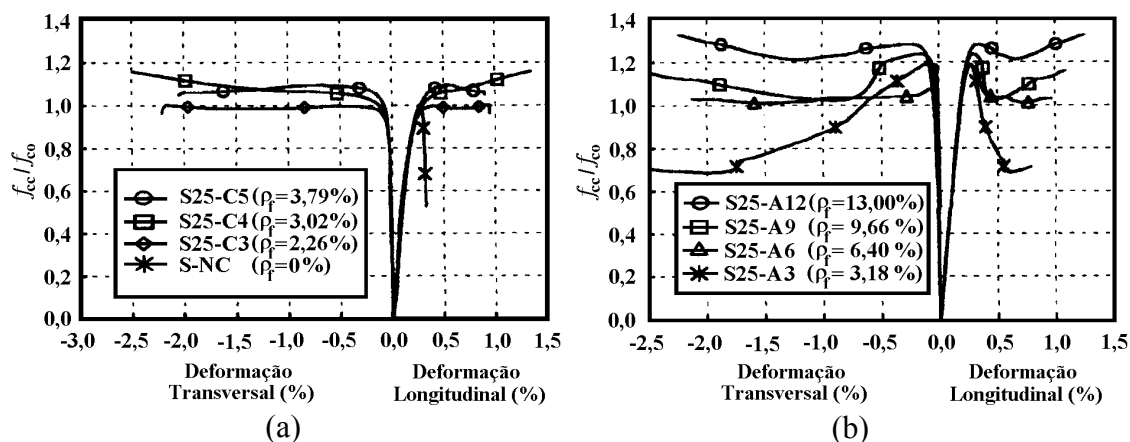 1,4
1,2
1,0
0,8
0,6
0,4
0,2
0,0
f_cc / f_co
S25-C5 (ρ_f=3,79%)
S25-C4 (ρ_f=3,02%)
S25-C3 (ρ_f=2,26%)
S-NC (ρ_f=0%)
-3,0 -2,5 -2,0 -1,5 -1,0 -0,5 0,0 0,5 1,0 1,5
Deformação
Transversal (%)
Deformação
Longitudinal (%)
(a)
1,4
1,2
1,0
0,8
0,6
0,4
0,2
0,0
f_cc / f_co
S25-A12 (ρ_f=13,00%)
S25-A9 (ρ_f=9,66 %)
S25-A6 (ρ_f=6,40 %)
S25-A3 (ρ_f=3,18 %)
-2,5 -2,0 -1,5 -1,0 -0,5 0,0 0,5 1,0 1,5
Deformação
Transversal (%)
Deformação
Longitudinal (%)
(b)